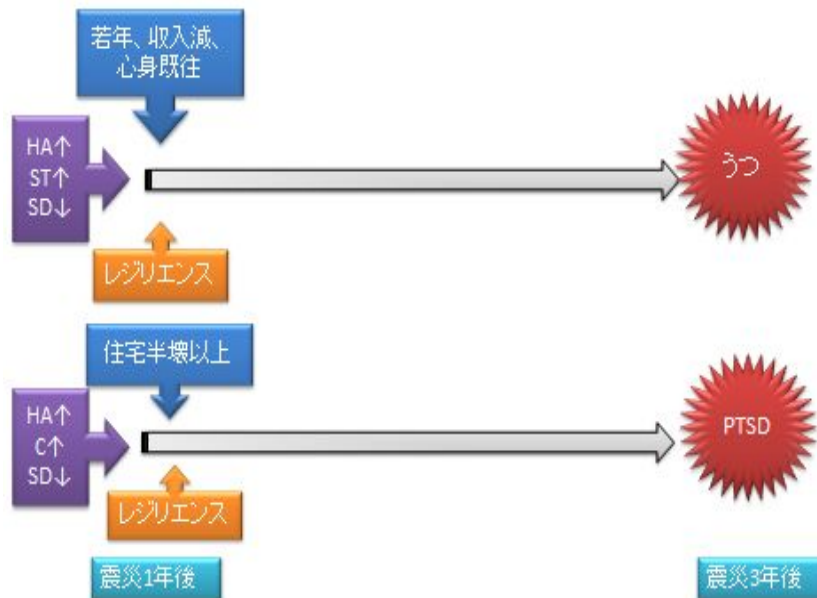 若年、収入減、
心身既往
HA↑
ST↑
SD↓
うつ
レジリエンス
住宅半壊以上
HA↑
C↑
SD↓
PTSD
レジリエンス
震災1年後
震災3年後